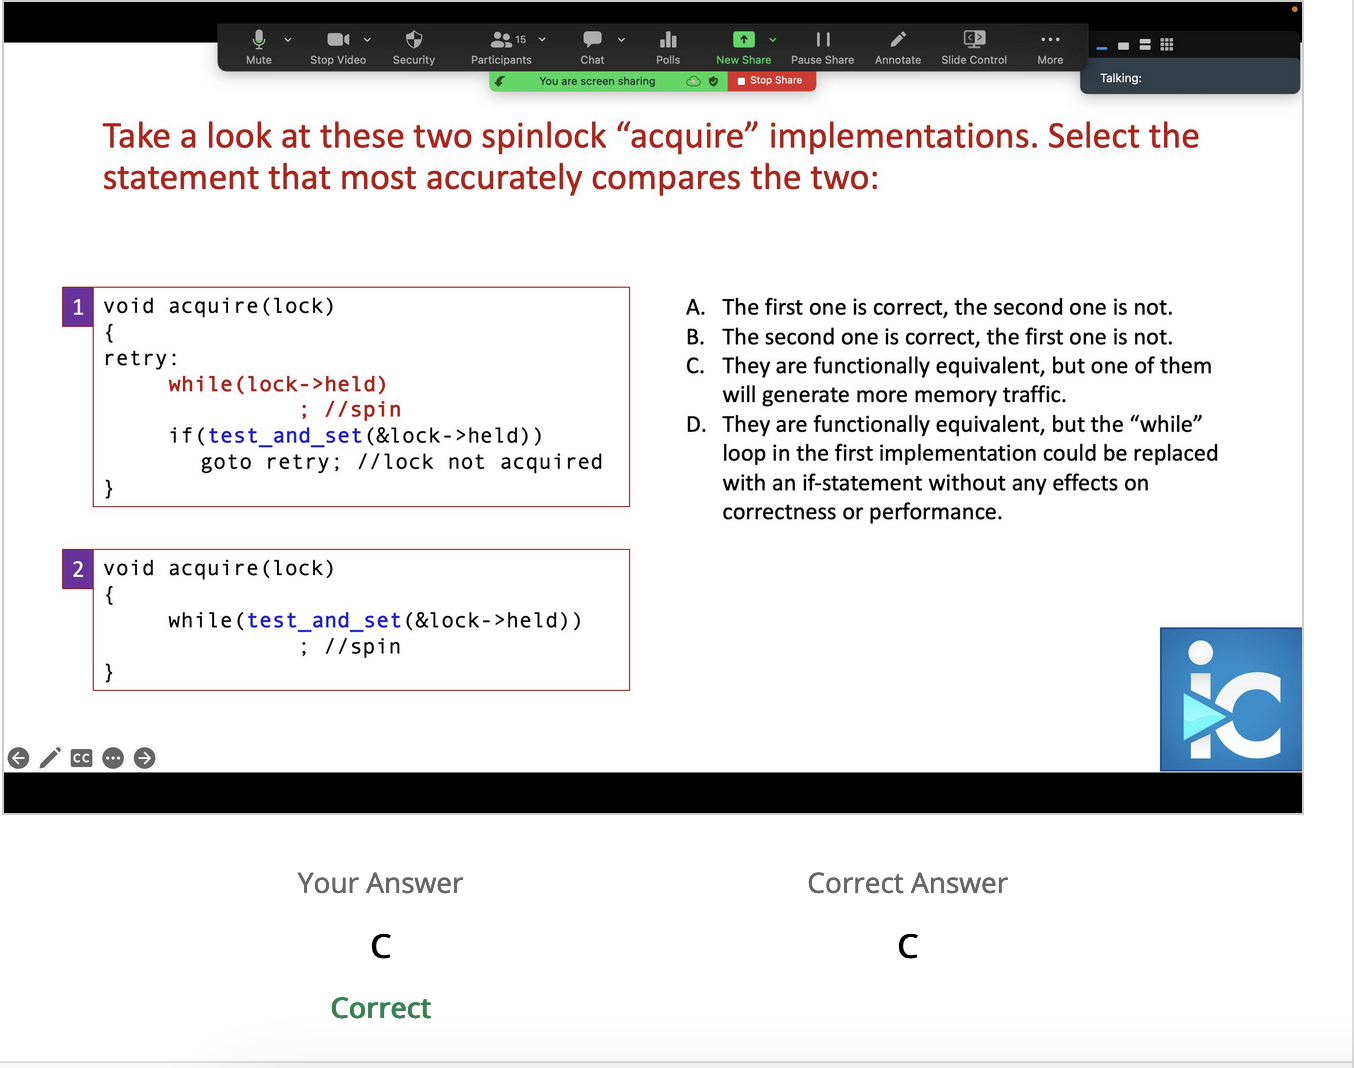 Mute
Stop Video
Security
15
Participants
Chat
Polls
New Share
Pause Share
Annotate
Slide Control
More
You are screen sharing
Stop Share
Talking:
Take a look at these two spinlock “acquire” implementations. Select the
statement that most accurately compares the two:
1
void acquire(lock)
{
retry:
while(lock->held)
; //spin
if(test_and_set(&lock->held))
goto retry; //lock not acquired
}
2
void acquire(lock)
{
while(test_and_set(&lock->held))
; //spin
}
A. The first one is correct, the second one is not.
B. The second one is correct, the first one is not.
C. They are functionally equivalent, but one of them
will generate more memory traffic.
D. They are functionally equivalent, but the “while”
loop in the first implementation could be replaced
with an if-statement without any effects on
correctness or performance.
CC
ic
Your Answer
C
Correct
Correct Answer
C